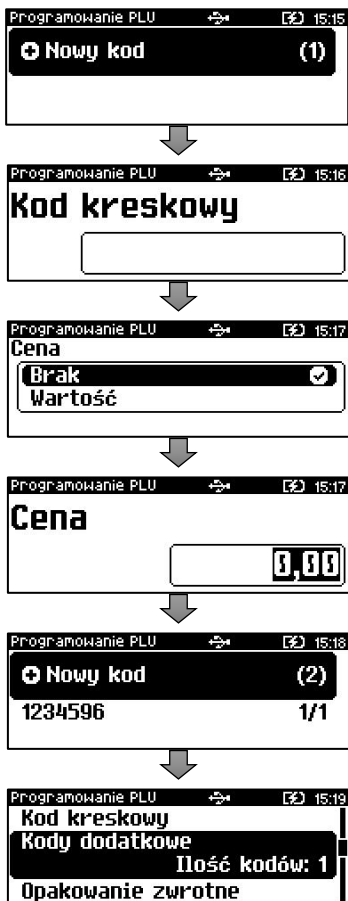 Programowanie PLU 15:15
Nowy kod (1)
Programowanie PLU 15:16
Kod kreskowy
Programowanie PLU 15:17
Cena
Brak
Wartość
Programowanie PLU 15:17
Cena
0,00
Programowanie PLU 15:18
Nowy kod (2)
1234596 1/1
Programowanie PLU 15:19
Kod kreskowy
Kody dodatkowe
Ilość kodów: 1
Opakowanie zwrotne